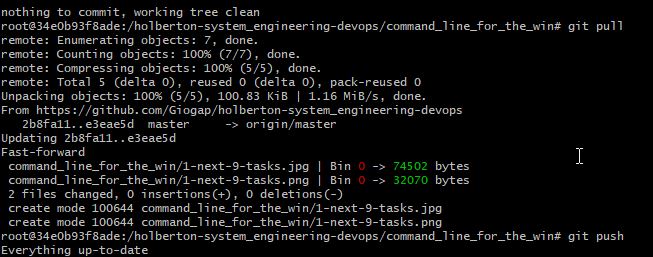 nothing to commit, working tree clean
root@34e0b93f8ade:/holberton-system_engineering-devops/command_line_for_the_win# git pull
remote: Enumerating objects: 7, done.
remote: Counting objects: 100% (7/7), done.
remote: Compressing objects: 100% (5/5), done.
remote: Total 5 (delta 0), reused 0 (delta 0), pack-reused 0
Unpacking objects: 100% (5/5), 100.83 KiB | 1.16 MiB/s, done.
From https://github.com/Giogap/holberton-system_engineering-devops
   2b8fa11..e3eae5d  master     -> origin/master
Updating 2b8fa11..e3eae5d
Fast-forward
 command_line_for_the_win/1-next-9-tasks.jpg | Bin 0 -> 74502 bytes
 command_line_for_the_win/1-next-9-tasks.png | Bin 0 -> 32070 bytes
 2 files changed, 0 insertions(+), 0 deletions(-)
 create mode 100644 command_line_for_the_win/1-next-9-tasks.jpg
 create mode 100644 command_line_for_the_win/1-next-9-tasks.png
root@34e0b93f8ade:/holberton-system_engineering-devops/command_line_for_the_win# git push
Everything up-to-date